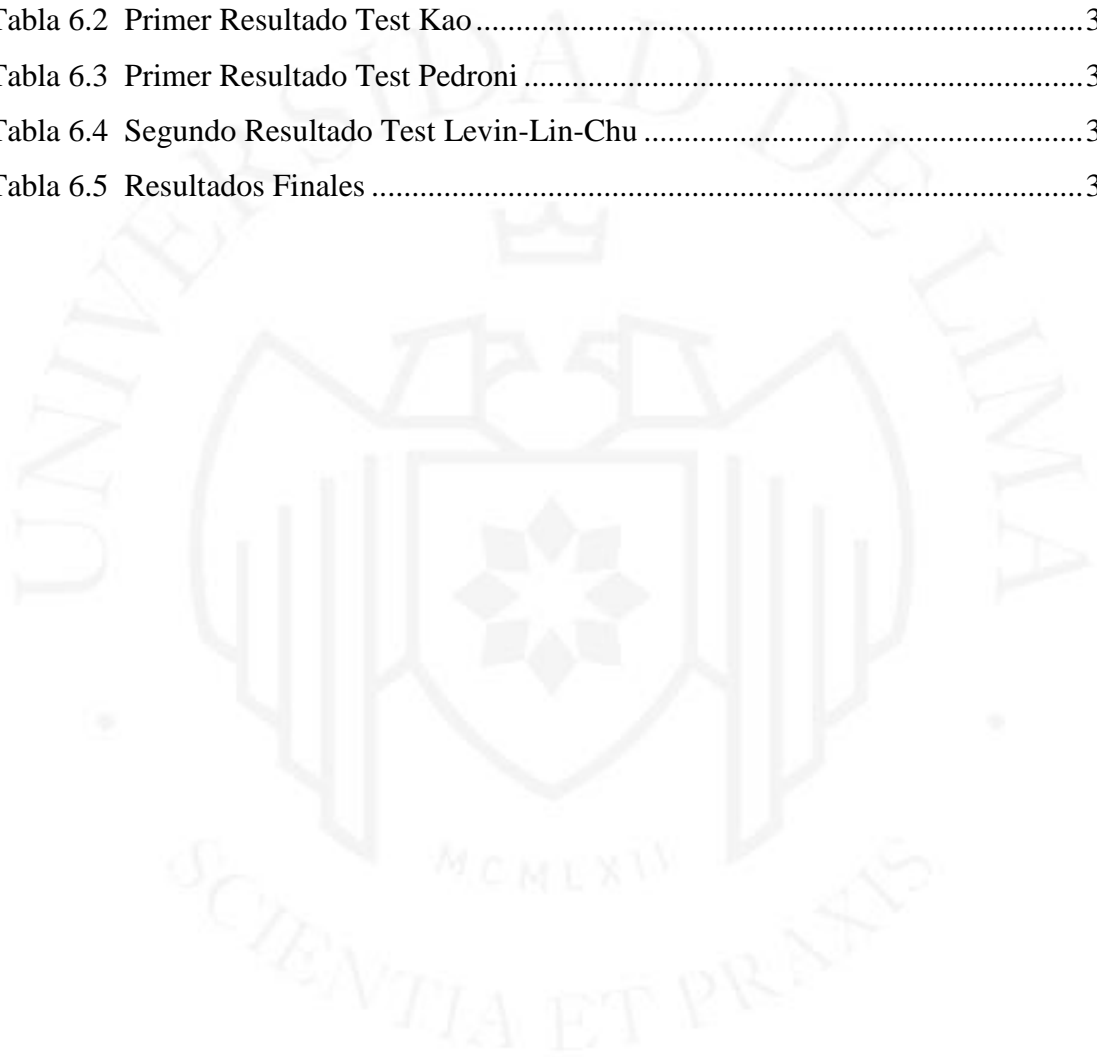 Tabla 6.2 Primer Resultado Test Kao ........................................................................................ 3
Tabla 6.3 Primer Resultado Test Pedroni ................................................................................. 3
Tabla 6.4 Segundo Resultado Test Levin-Lin-Chu ................................................................ 3
Tabla 6.5 Resultados Finales ....................................................................................................... 3
UNIVERSIDAD DE LIMA
MCMLXII
SCIENTIA ET PRAXIS